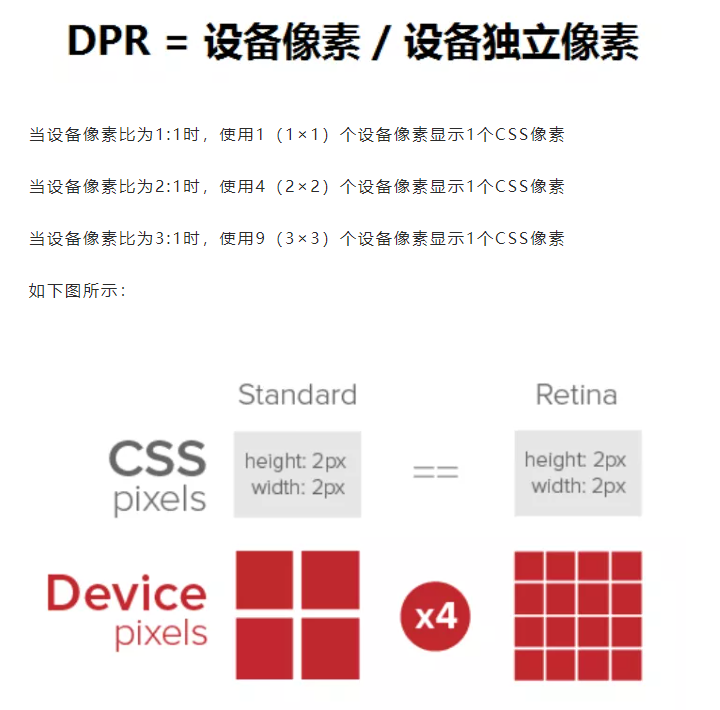 DPR = 设备像素 / 设备独立像素
当设备像素比为1:1时，使用1（1×1）个设备像素显示1个CSS像素
当设备像素比为2:1时，使用4（2×2）个设备像素显示1个CSS像素
当设备像素比为3:1时，使用9（3×3）个设备像素显示1个CSS像素
如下图所示：
Standard Retina
CSS pixels
height: 2px
width: 2px
==
height: 2px
width: 2px
Device pixels
x4